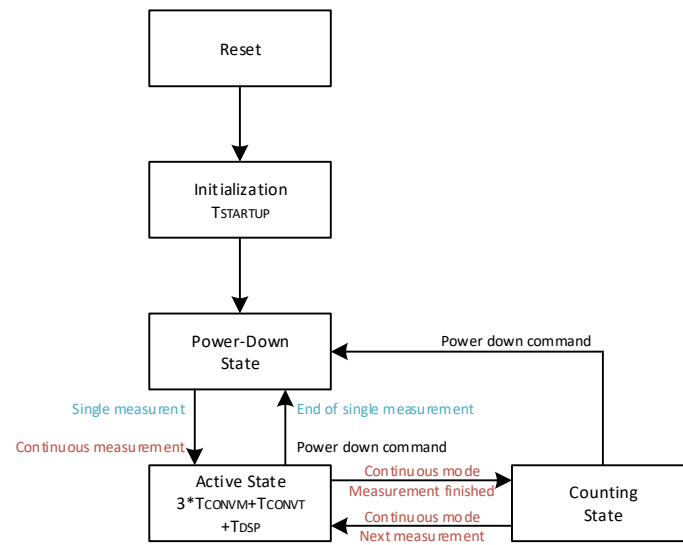 Reset
Initialization
TSTARTUP
Power-Down
State
Power down command
Single measurent
End of single measurement
Continuous measurement
Power down command
Active State
3*TCONVM+TCONVT
+TDSP
Continuous mode
Measurement finished
Continuous mode
Next measurement
Counting
State